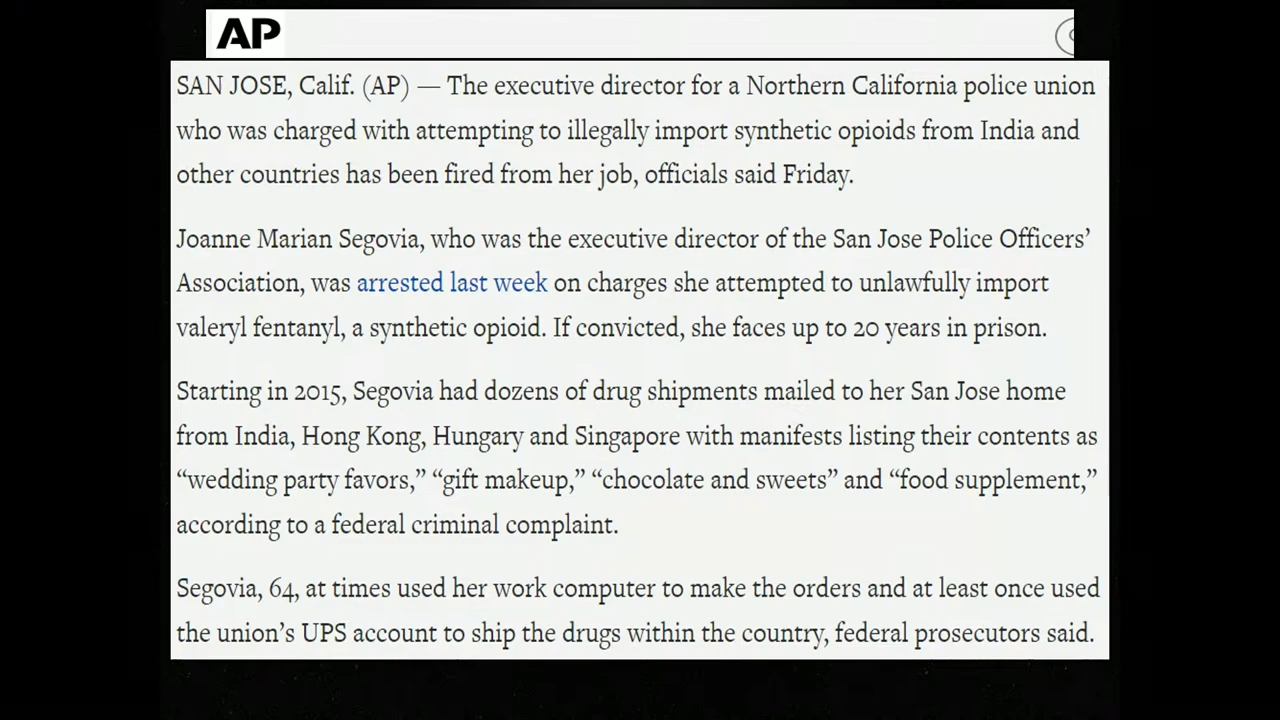 AP
SAN JOSE, Calif. (AP) — The executive director for a Northern California police union
who was charged with attempting to illegally import synthetic opioids from India and
other countries has been fired from her job, officials said Friday.
Joanne Marian Segovia, who was the executive director of the San Jose Police Officers’
Association, was arrested last week on charges she attempted to unlawfully import
valeryl fentanyl, a synthetic opioid. If convicted, she faces up to 20 years in prison.
Starting in 2015, Segovia had dozens of drug shipments mailed to her San Jose home
from India, Hong Kong, Hungary and Singapore with manifests listing their contents as
“wedding party favors,” “gift makeup,” “chocolate and sweets” and “food supplement,”
according to a federal criminal complaint.
Segovia, 64, at times used her work computer to make the orders and at least once used
the union’s UPS account to ship the drugs within the country, federal prosecutors said.